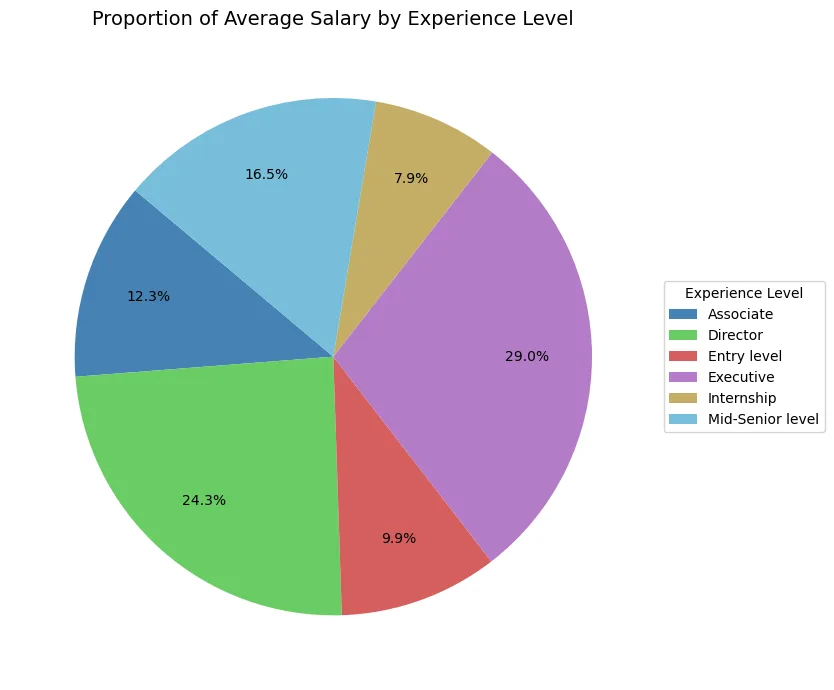 Proportion of Average Salary by Experience Level
7.9%
16.5%
12.3%
29.0%
24.3%
9.9%
Experience Level
Associate
Director
Entry level
Executive
Internship
Mid-Senior level